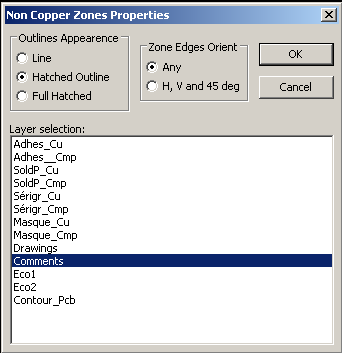 Non Copper Zones Properties
Outlines Appearence
Line
Hatched Outline
Full Hatched
Zone Edges Orient
Any
H, V and 45 deg
OK
Cancel
Layer selection:
Adhes_Cu
Adhes__Cmp
SoldP_Cu
SoldP_Cmp
Sérigr_Cu
Sérigr_Cmp
Masque_Cu
Masque_Cmp
Drawings
Comments
Eco1
Eco2
Contour_Pcb